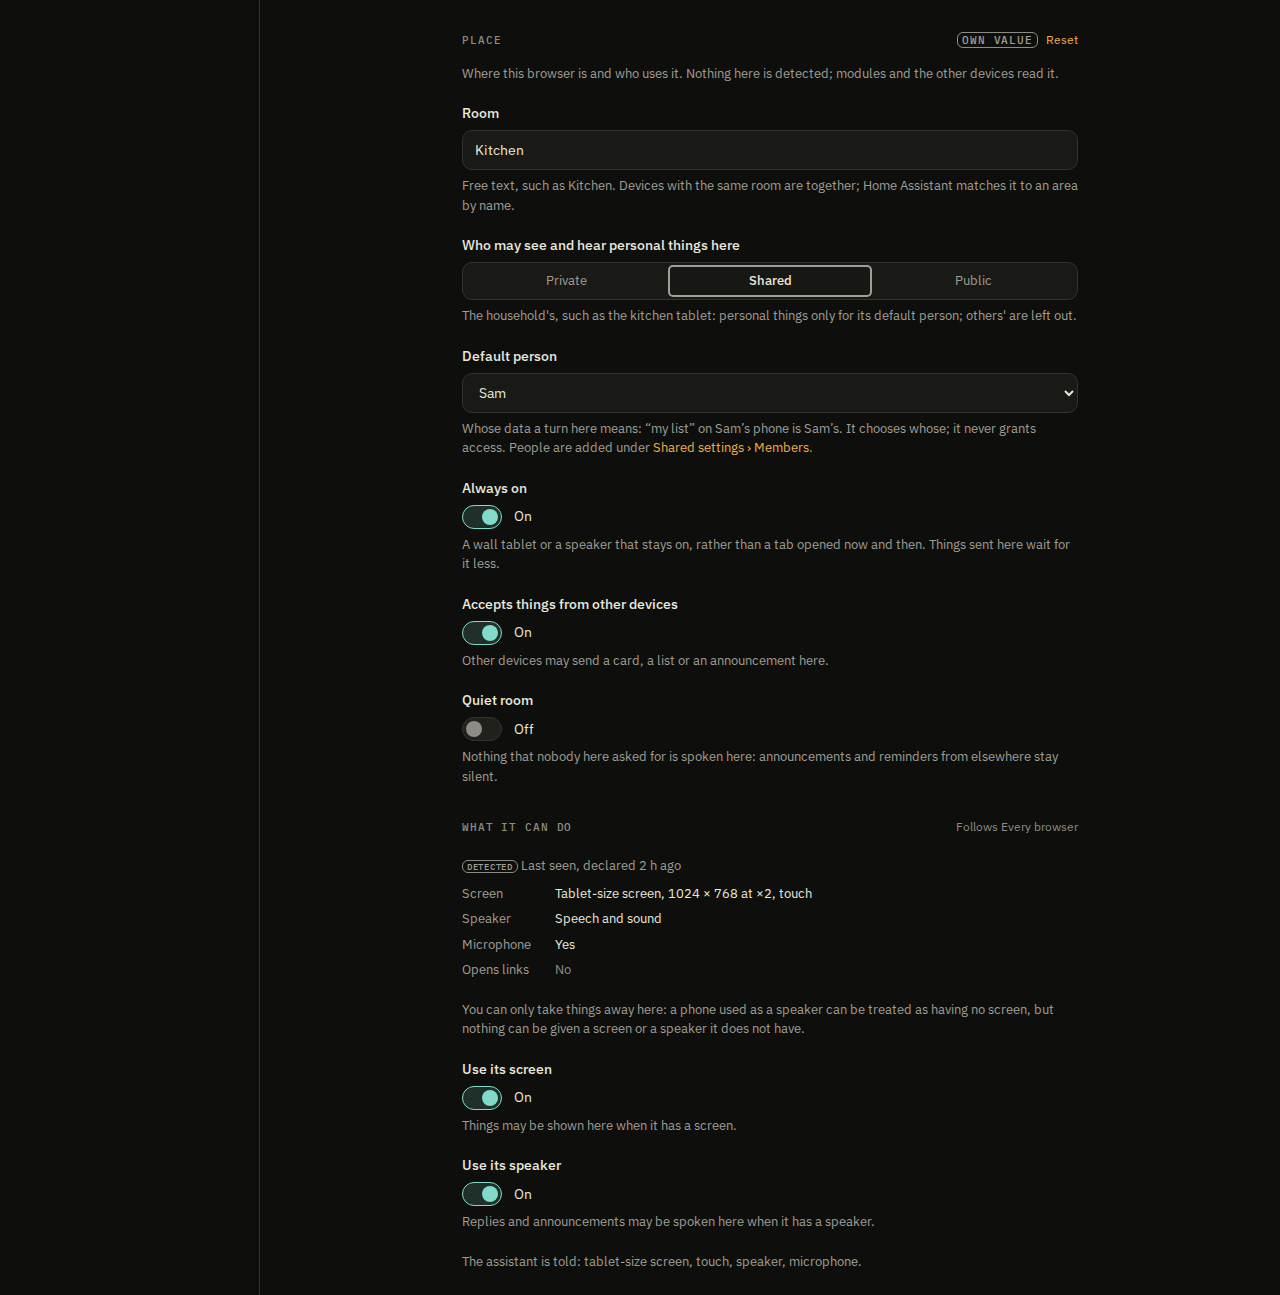 PLACE
OWN VALUE Reset
Where this browser is and who uses it. Nothing here is detected; modules and the other devices read it.
Room
Kitchen
Free text, such as Kitchen. Devices with the same room are together; Home Assistant matches it to an area
by name.
Who may see and hear personal things here
Private Shared Public
The household's, such as the kitchen tablet: personal things only for its default person; others' are left out.
Default person
Sam
Whose data a turn here means: “my list” on Sam’s phone is Sam’s. It chooses whose; it never grants
access. People are added under Shared settings › Members.
Always on
On
A wall tablet or a speaker that stays on, rather than a tab opened now and then. Things sent here wait for
it less.
Accepts things from other devices
On
Other devices may send a card, a list or an announcement here.
Quiet room
Off
Nothing that nobody here asked for is spoken here: announcements and reminders from elsewhere stay
silent.
WHAT IT CAN DO
Follows Every browser
DETECTED Last seen, declared 2 h ago
Screen Tablet-size screen, 1024 × 768 at ×2, touch
Speaker Speech and sound
Microphone Yes
Opens links No
You can only take things away here: a phone used as a speaker can be treated as having no screen, but
nothing can be given a screen or a speaker it does not have.
Use its screen
On
Things may be shown here when it has a screen.
Use its speaker
On
Replies and announcements may be spoken here when it has a speaker.
The assistant is told: tablet-size screen, touch, speaker, microphone.